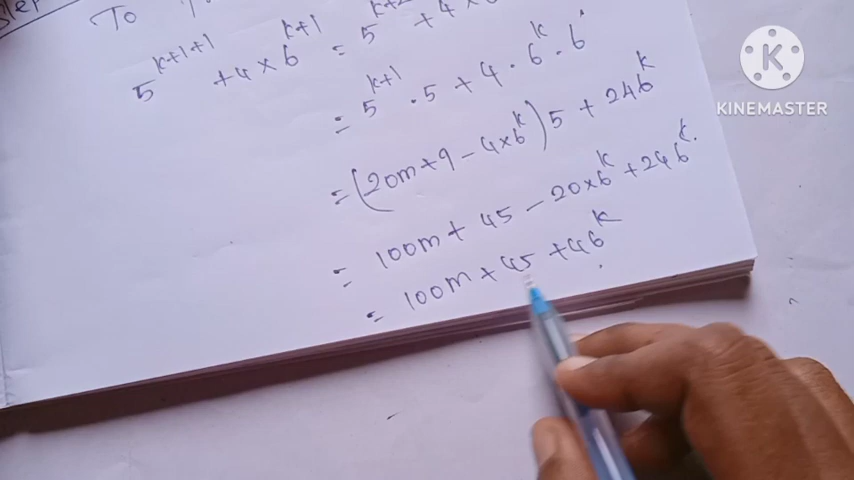 To
5^{k+1+1} + 4 × 6^{k+1} = 5^{k+2} + 4 ×
= 5^{k+1} · 5 + 4 · 6^k · 6
= (20m + 9 - 4×6^k) 5 + 24 6^k
= 100m + 45 - 20×6^k + 24 6^k.
= 100m + 45 + 4 6^k
K
KINEMASTER